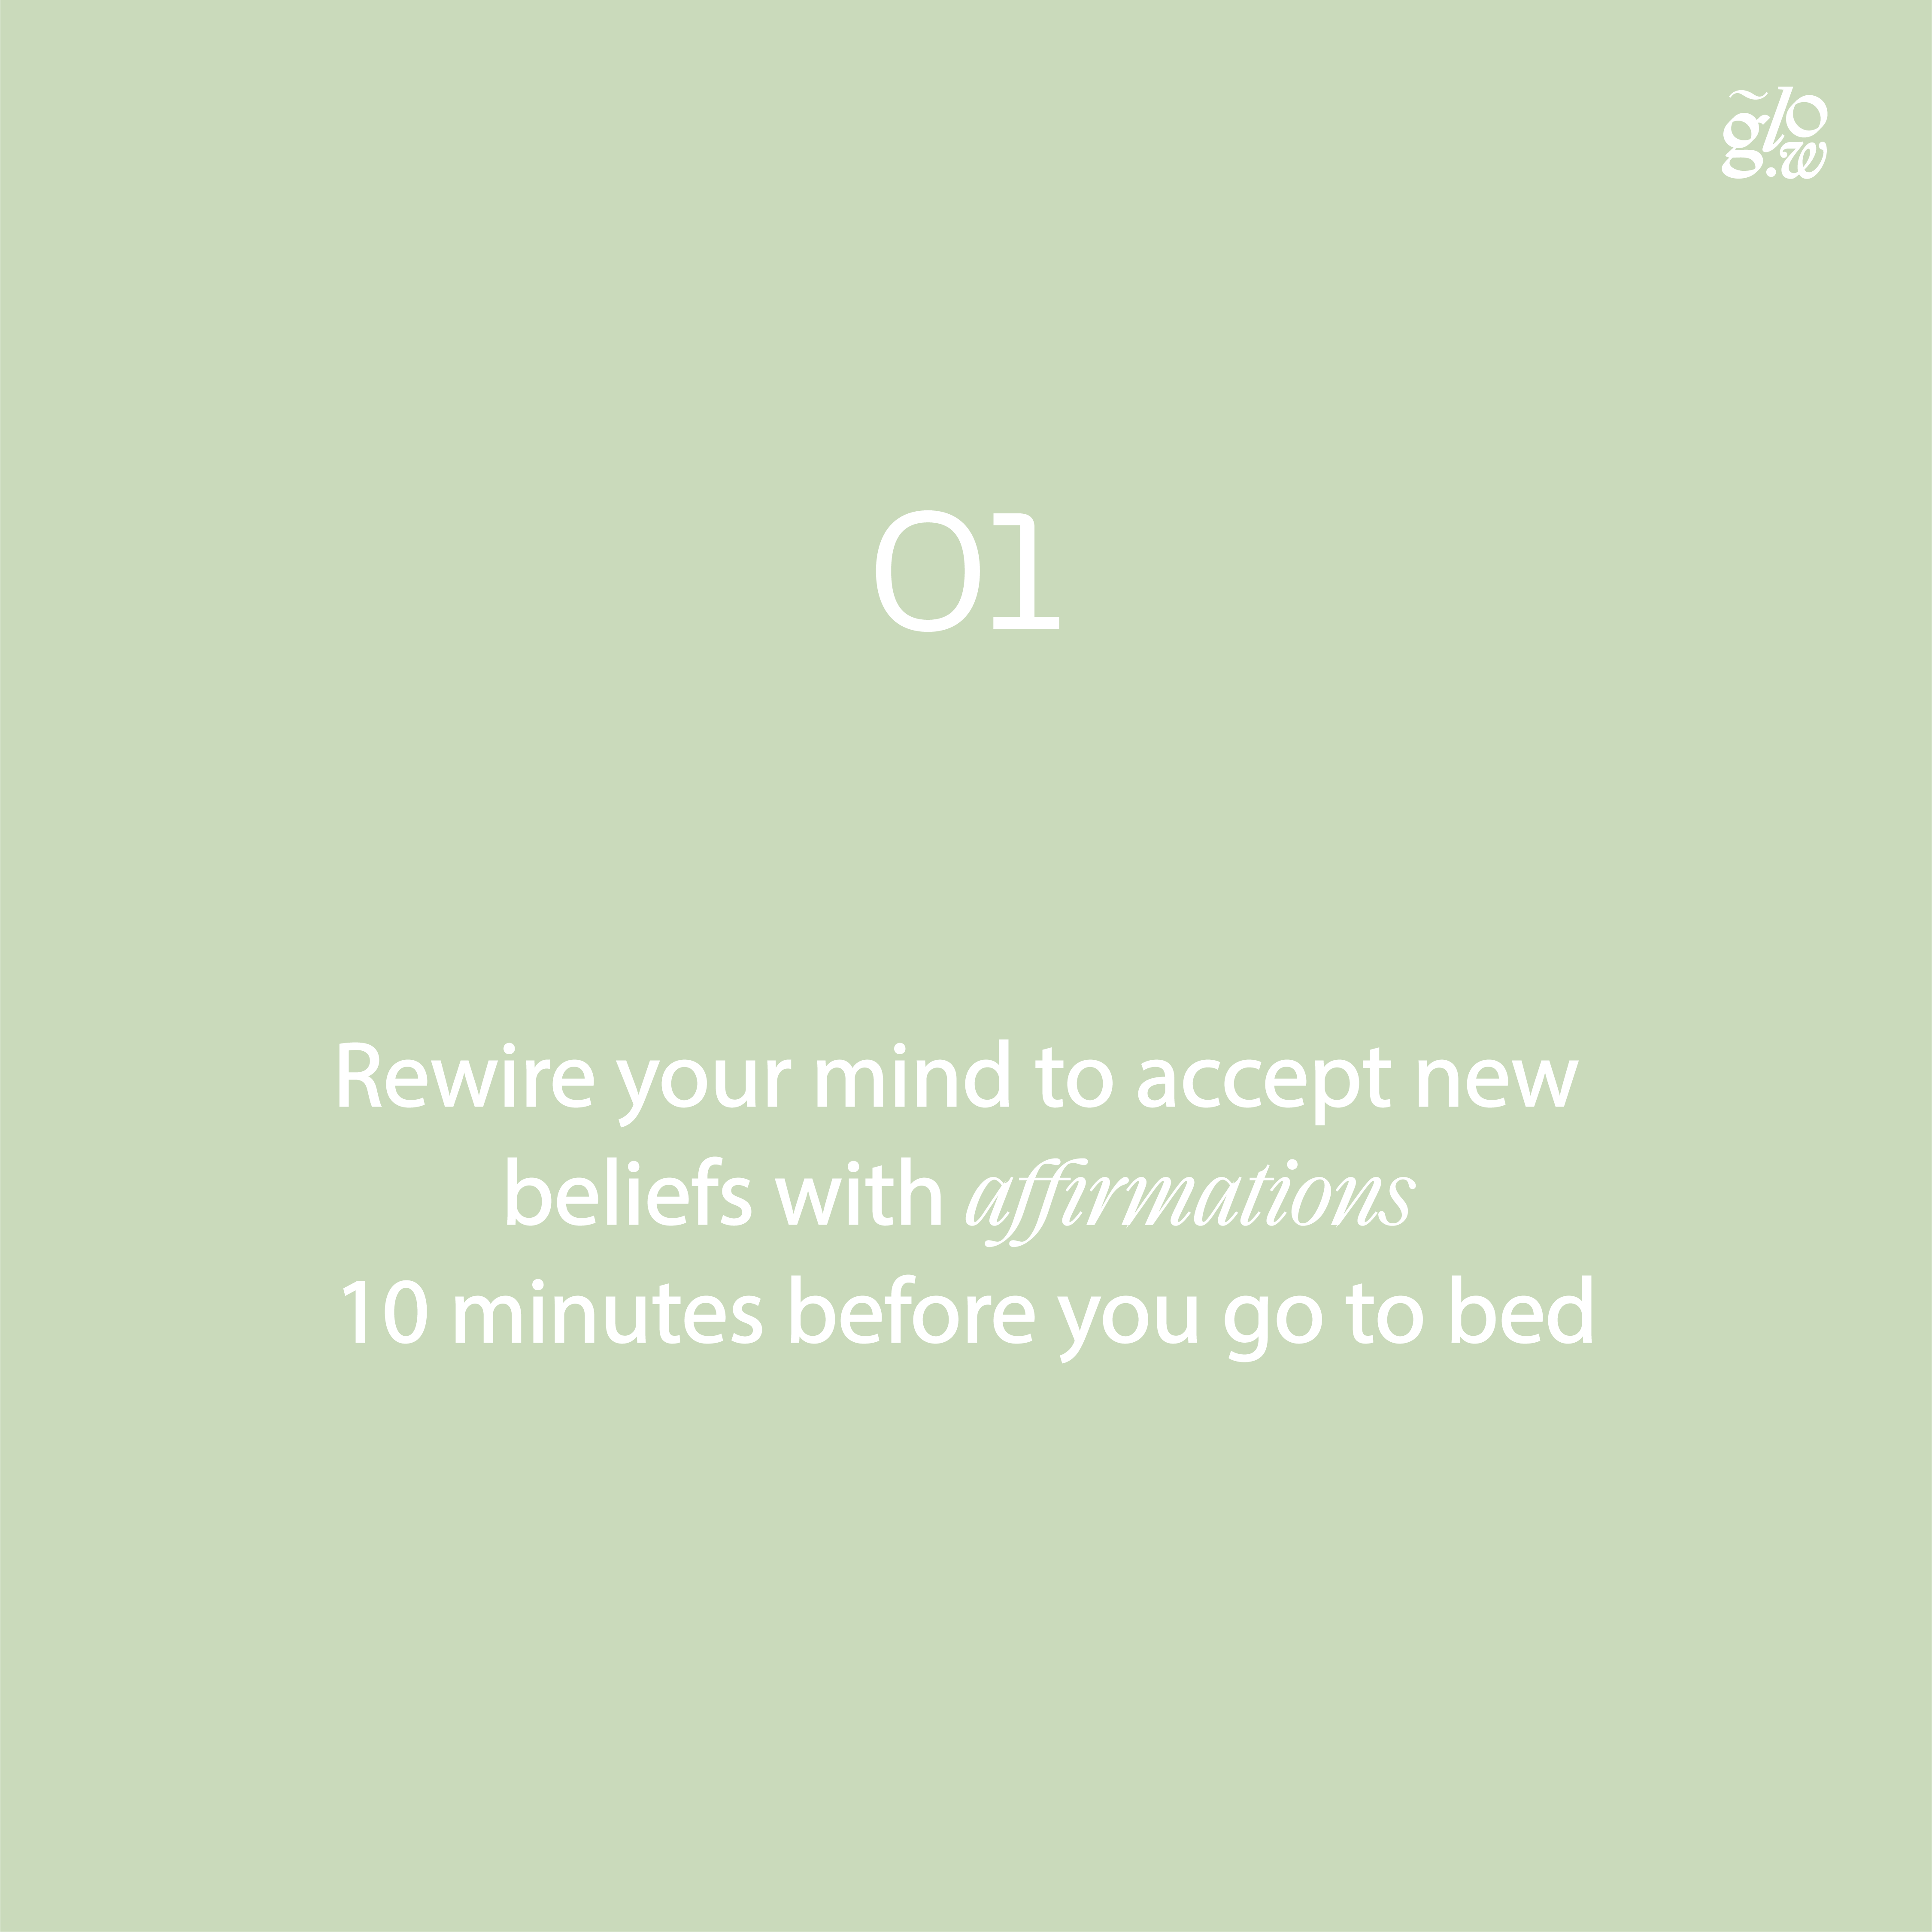 g̃lo
.w
01
Rewire your mind to accept new
beliefs with affirmations
10 minutes before you go to bed